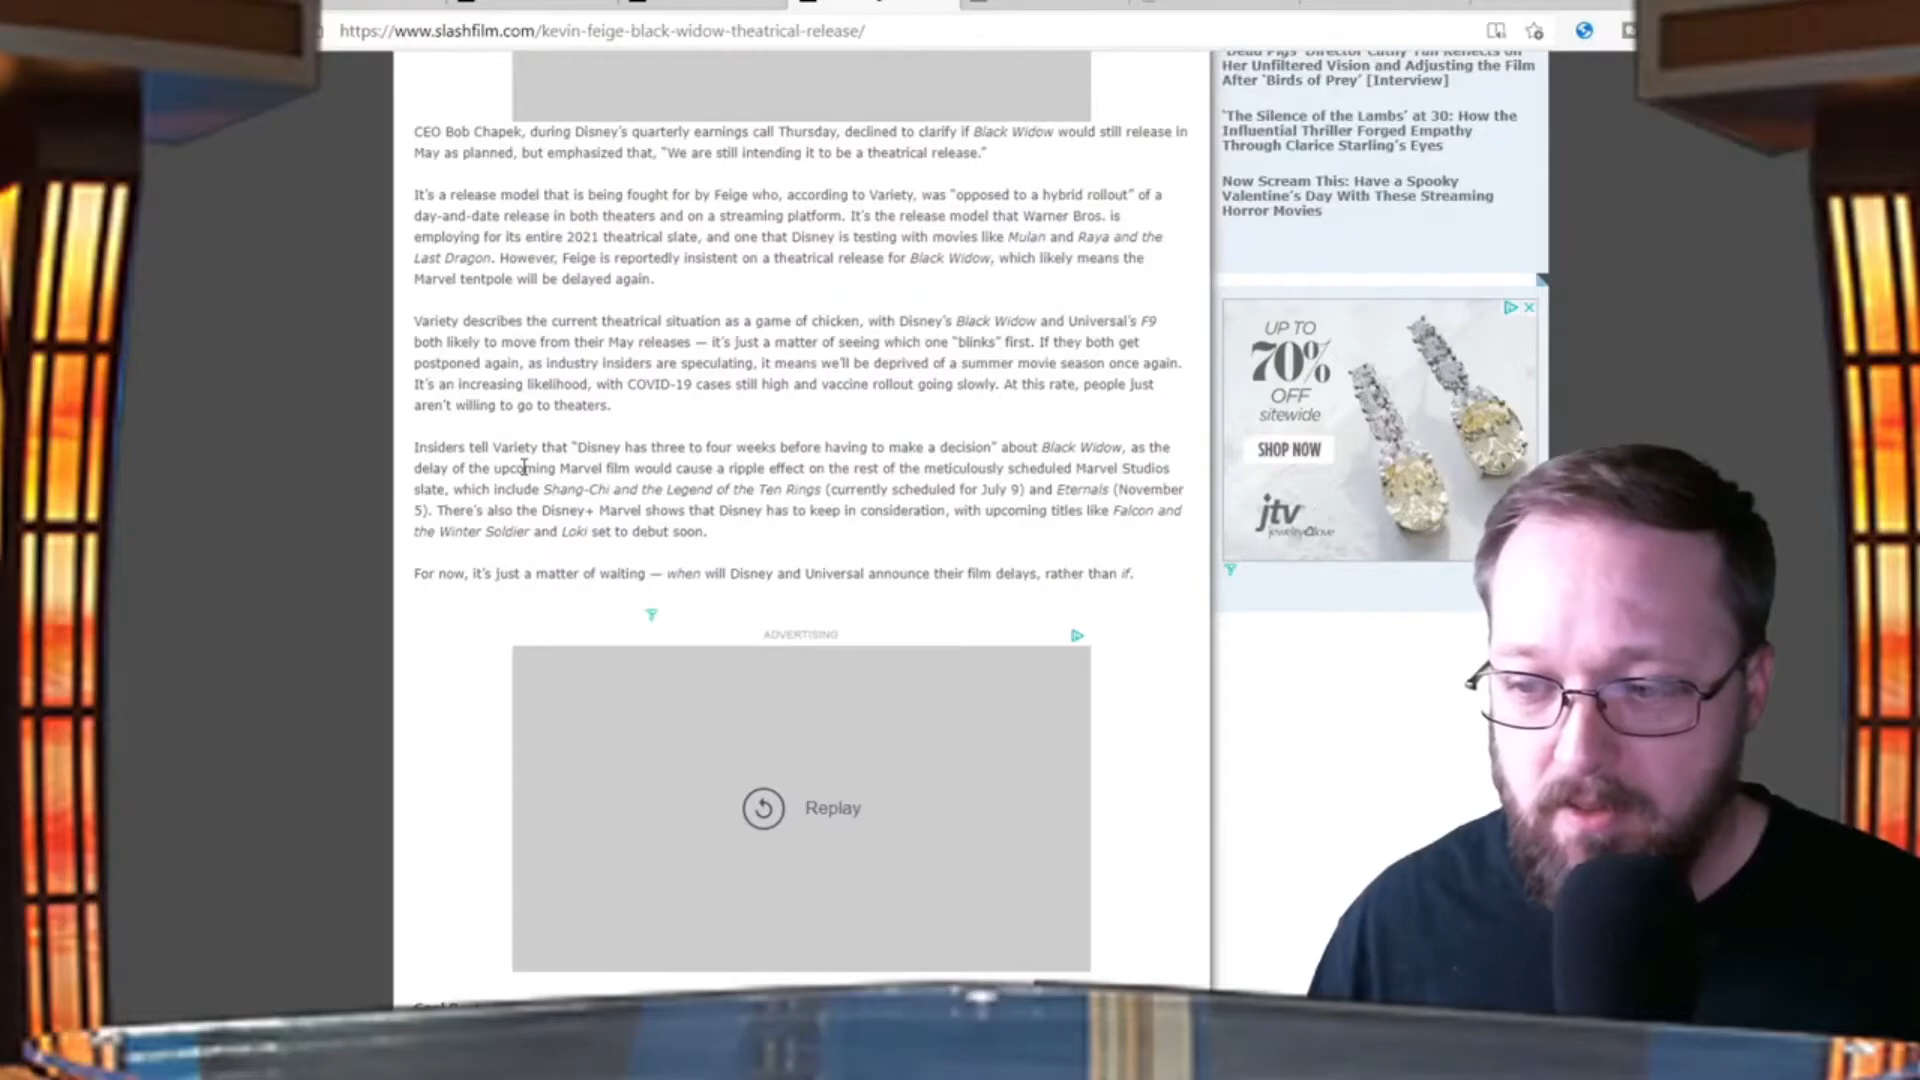 https://www.slashfilm.com/kevin-feige-black-widow-theatrical-release/
CEO Bob Chapek, during Disney's quarterly earnings call Thursday, declined to clarify if Black Widow would still release in
May as planned, but emphasized that, "We are still intending it to be a theatrical release."
It's a release model that is being fought for by Feige who, according to Variety, was "opposed to a hybrid rollout" of a
day-and-date release in both theaters and on a streaming platform. It's the release model that Warner Bros. is
employing for its entire 2021 theatrical slate, and one that Disney is testing with movies like Mulan and Raya and the
Last Dragon. However, Feige is reportedly insistent on a theatrical release for Black Widow, which likely means the
Marvel tentpole will be delayed again.
Variety describes the current theatrical situation as a game of chicken, with Disney's Black Widow and Universal's F9
both likely to move from their May releases — it's just a matter of seeing which one "blinks" first. If they both get
postponed again, as industry insiders are speculating, it means we'll be deprived of a summer movie season once again.
It's an increasing likelihood, with COVID-19 cases still high and vaccine rollout going slowly. At this rate, people just
aren't willing to go to theaters.
Insiders tell Variety that "Disney has three to four weeks before having to make a decision" about Black Widow, as the
delay of the upcoming Marvel film would cause a ripple effect on the rest of the meticulously scheduled Marvel Studios
slate, which include Shang-Chi and the Legend of the Ten Rings (currently scheduled for July 9) and Eternals (November
5). There's also the Disney+ Marvel shows that Disney has to keep in consideration, with upcoming titles like Falcon and
the Winter Soldier and Loki set to debut soon.
For now, it's just a matter of waiting — when will Disney and Universal announce their film delays, rather than if.
ADVERTISING
Replay
'Dead Pigs' Director Cathy Yan Reflects on
Her Unfiltered Vision and Adjusting the Film
After 'Birds of Prey' [Interview]
'The Silence of the Lambs' at 30: How the
Influential Thriller Forged Empathy
Through Clarice Starling's Eyes
Now Scream This: Have a Spooky
Valentine's Day With These Streaming
Horror Movies
UP TO
70%
OFF
sitewide
SHOP NOW
jtv
jewelry love